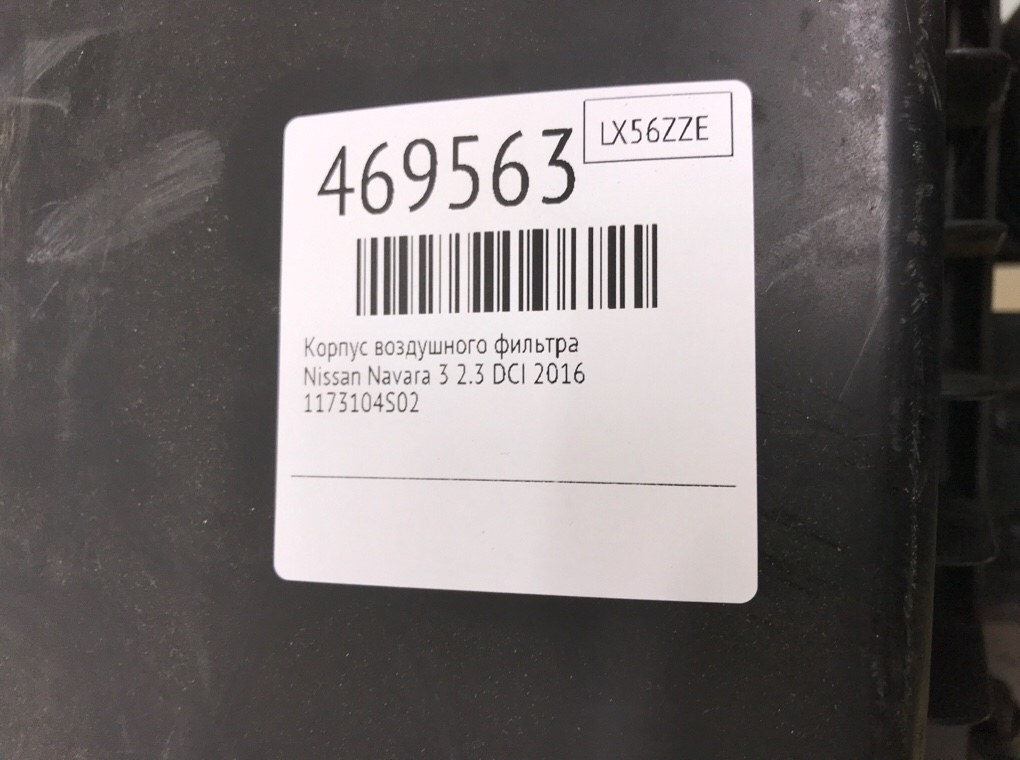 LX56ZZE
469563
Корпус воздушного фильтра
Nissan Navara 3 2.3 DCI 2016
1173104S02